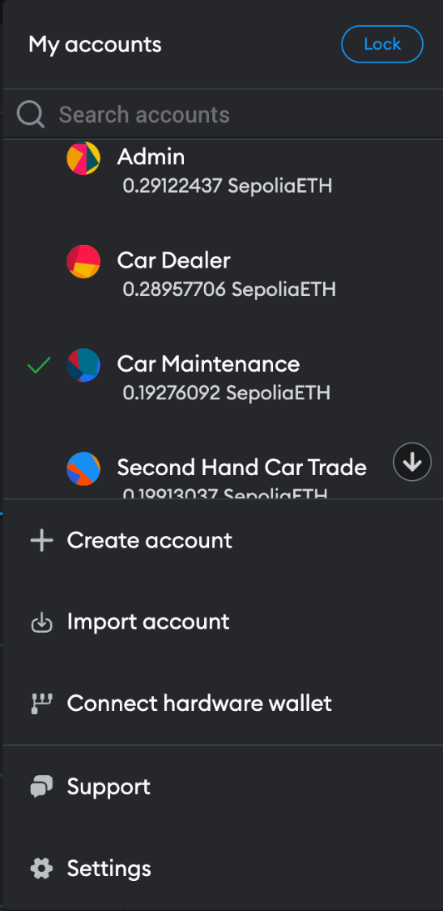 My accounts
Lock
Search accounts
Admin
0.29122437 SepoliaETH
Car Dealer
0.28957706 SepoliaETH
Car Maintenance
0.19276092 SepoliaETH
Second Hand Car Trade
0.19913037 SepoliaETH
Create account
Import account
Connect hardware wallet
Support
Settings